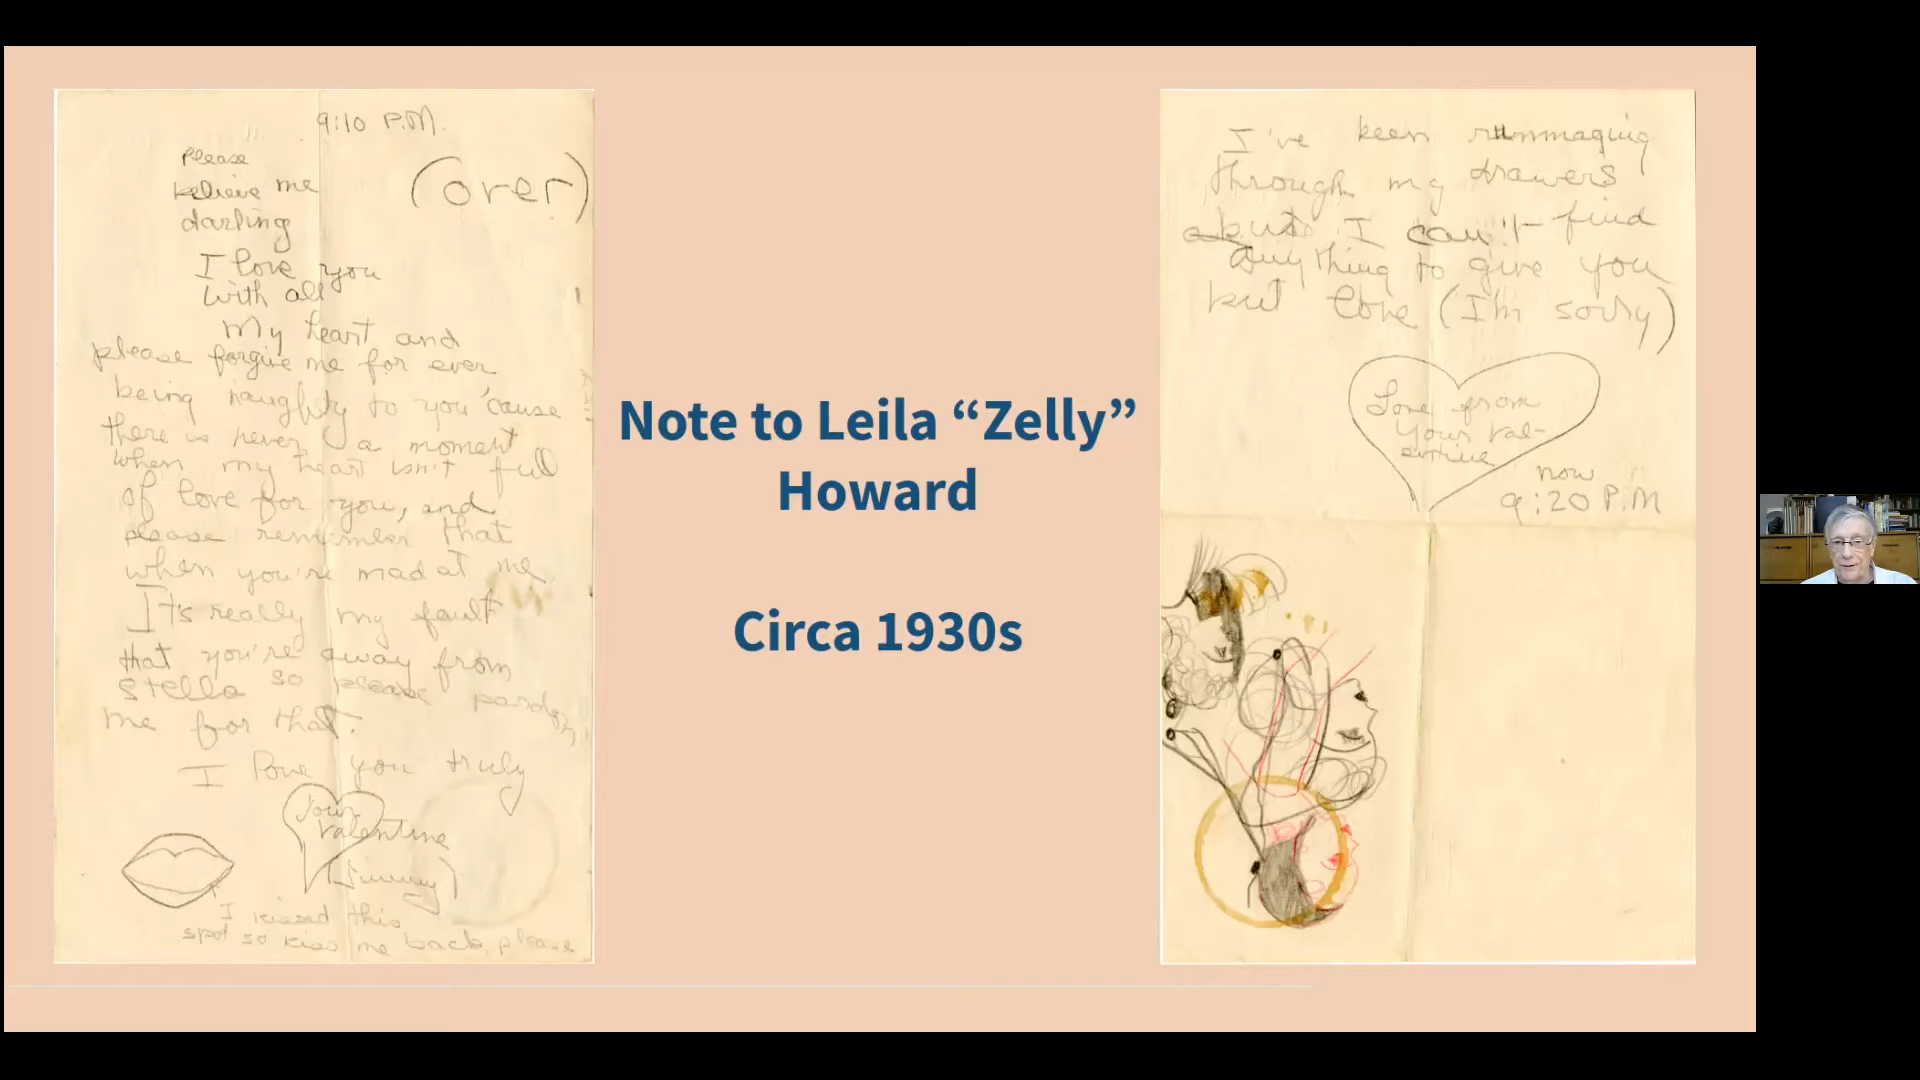 9:10 P.M.
Please
believe me
darling
(over)
I love you
with all
My heart and
please forgive me for ever
being naughty to you 'cause
there is never a moment
when my heart isn't full
of love for you, and
please remember that
when you're mad at me
It's really my fault
that you're away from
Stella so please pardon
me for that.
I love you truly
Your
Valentine
(Jimmy)
I kissed this
spot so kiss me back, please
Note to Leila “Zelly”
Howard
Circa 1930s
I've been rummaging
through my drawers
but I can't find
anything to give you
but love (I'm sorry)
Love from
Your Val-
entine
now
9:20 P.M